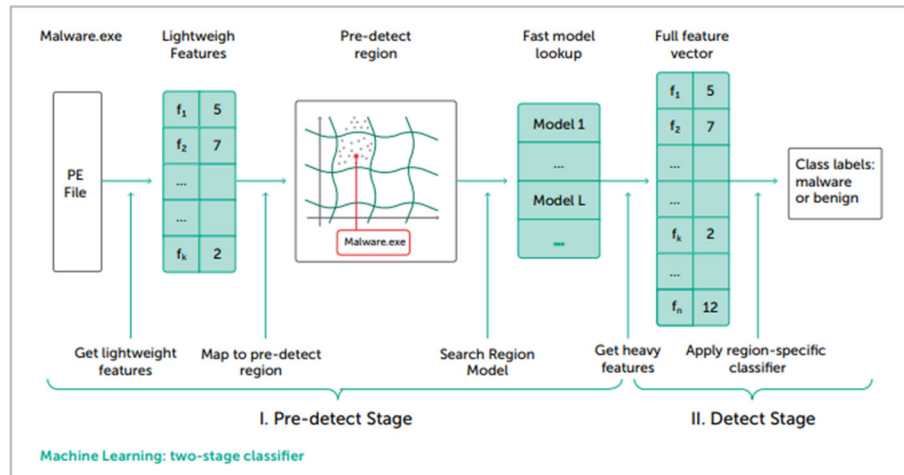 Malware.exe
Lightweigh
Features
Pre-detect
region
Fast model
lookup
Full feature
vector
PE
File
f1 5
f2 7
...
...
fk 2
Malware.exe
Model 1
...
Model L
...
f1 5
f2 7
...
...
fk 2
...
fn 12
Class labels:
malware
or benign
Get lightweight
features
Map to pre-detect
region
Search Region
Model
Get heavy
features
Apply region-specific
classifier
I. Pre-detect Stage
II. Detect Stage
Machine Learning: two-stage classifier